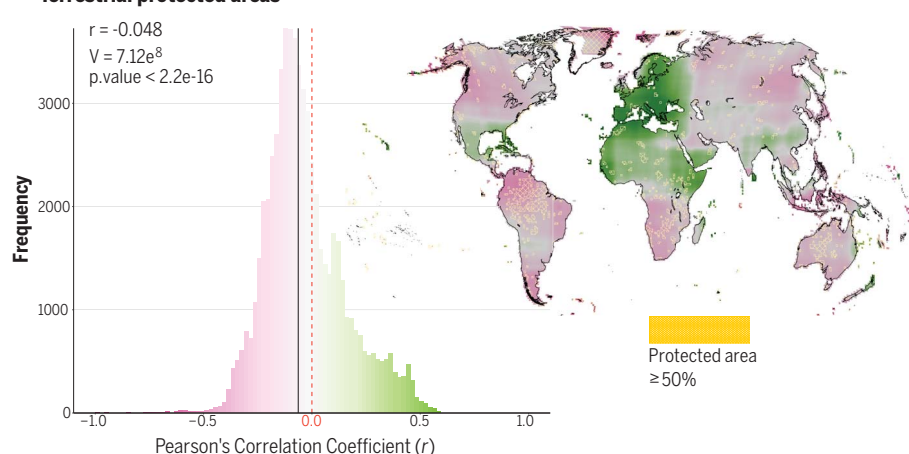 Terrestrial protected areas
r = -0.048
V = 7.12e8
p.value < 2.2e-16
3000
2000
1000
0
Frequency
−1.0
−0.5
0.0
0.5
1.0
Pearson's Correlation Coefficient (r)
Protected area
≥50%